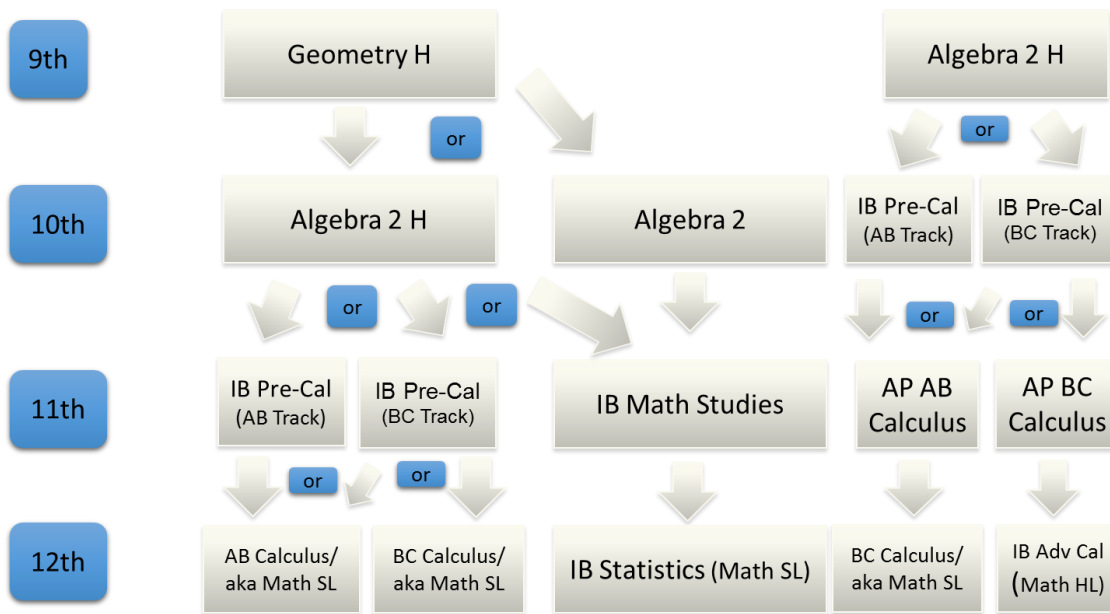 9th
Geometry H
Algebra 2 H
or
or
10th
Algebra 2 H
Algebra 2
IB Pre-Cal
(AB Track)
IB Pre-Cal
(BC Track)
or
or
or
or
11th
IB Pre-Cal
(AB Track)
IB Pre-Cal
(BC Track)
IB Math Studies
AP AB
Calculus
AP BC
Calculus
or
or
12th
AB Calculus/
aka Math SL
BC Calculus/
aka Math SL
IB Statistics (Math SL)
BC Calculus/
aka Math SL
IB Adv Cal
(Math HL)